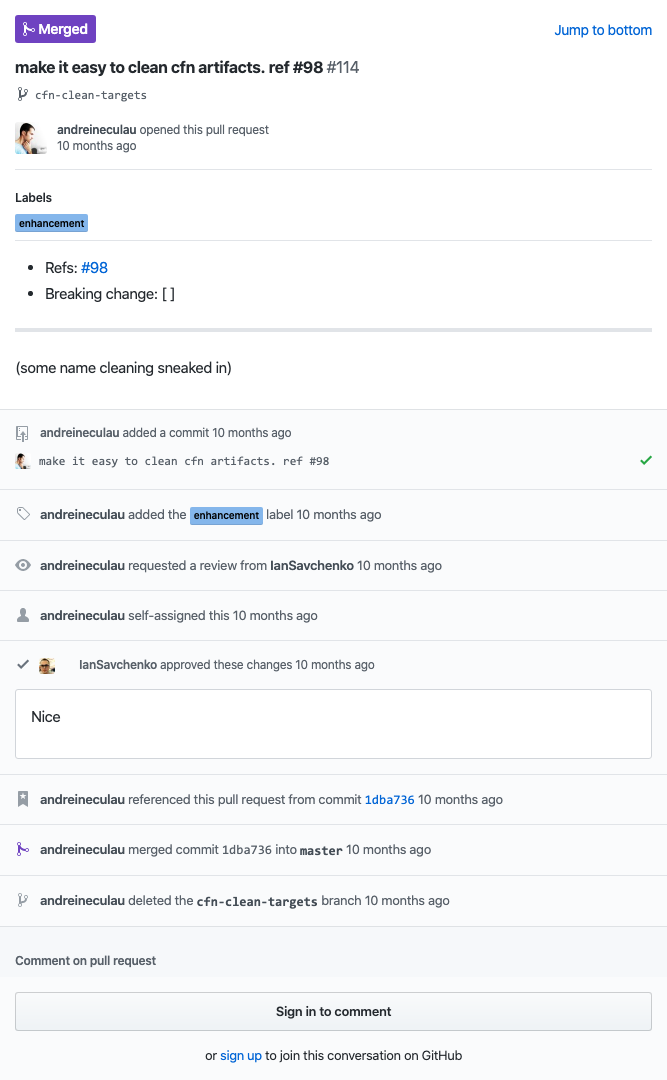 Merged
Jump to bottom
make it easy to clean cfn artifacts. ref #98 #114
cfn-clean-targets
andreineculau opened this pull request
10 months ago
Labels
enhancement
• Refs: #98
• Breaking change: [ ]
(some name cleaning sneaked in)
andreineculau added a commit 10 months ago
make it easy to clean cfn artifacts. ref #98
andreineculau added the enhancement label 10 months ago
andreineculau requested a review from IanSavchenko 10 months ago
andreineculau self-assigned this 10 months ago
IanSavchenko approved these changes 10 months ago
Nice
andreineculau referenced this pull request from commit 1dba736 10 months ago
andreineculau merged commit 1dba736 into master 10 months ago
andreineculau deleted the cfn-clean-targets branch 10 months ago
Comment on pull request
Sign in to comment
or sign up to join this conversation on GitHub